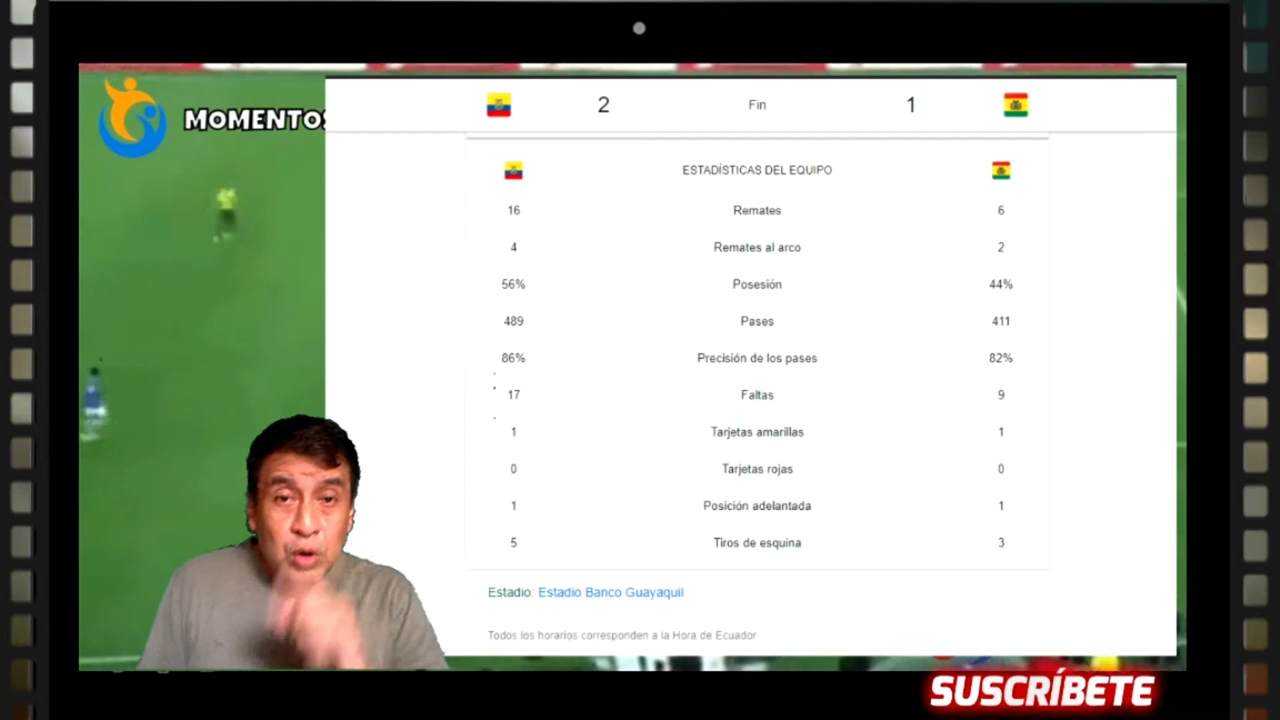 MOMENTOS
2 Fin 1
ESTADÍSTICAS DEL EQUIPO
16 Remates 6
4 Remates al arco 2
56% Posesión 44%
489 Pases 411
86% Precisión de los pases 82%
17 Faltas 9
1 Tarjetas amarillas 1
0 Tarjetas rojas 0
1 Posición adelantada 1
5 Tiros de esquina 3
Estadio: Estadio Banco Guayaquil
Todos los horarios corresponden a la Hora de Ecuador
SUSCRÍBETE